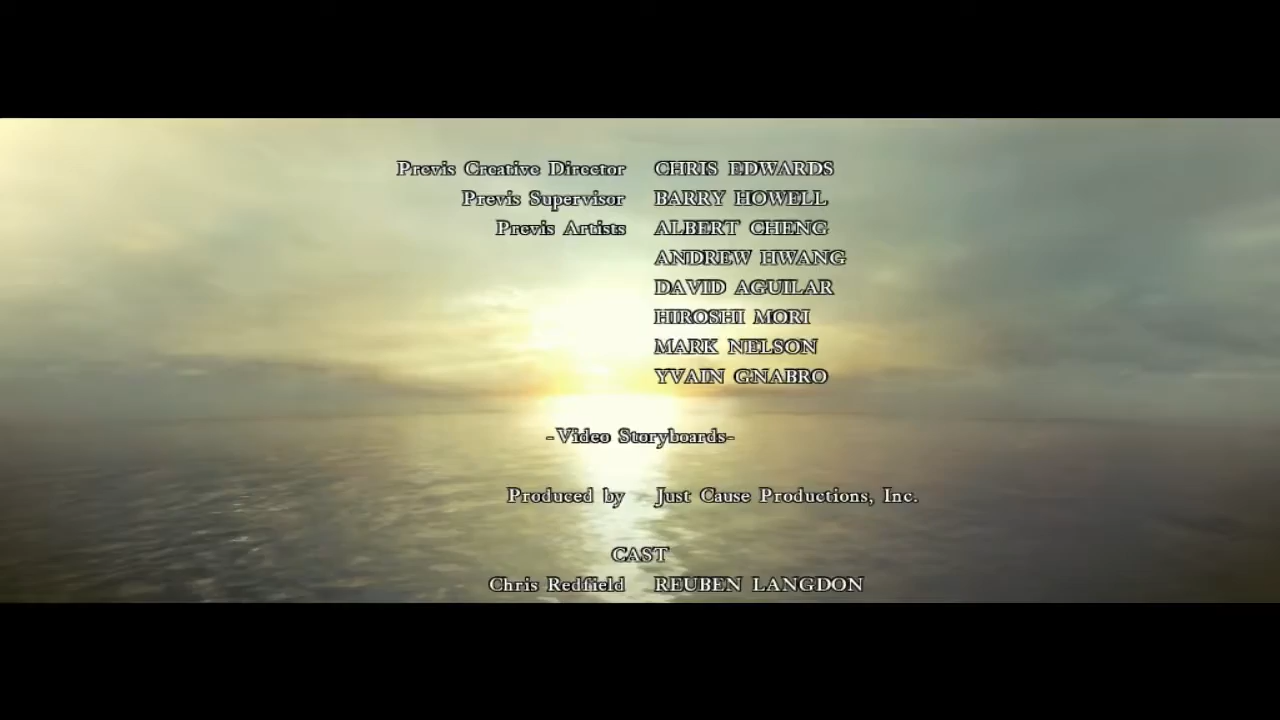 Previs Creative Director CHRIS EDWARDS
Previs Supervisor BARRY HOWELL
Previs Artists ALBERT CHENG
ANDREW HWANG
DAVID AGUILAR
HIROSHI MORI
MARK NELSON
YVAIN GNABRO
-Video Storyboards-
Produced by Just Cause Productions, Inc.
CAST
Chris Redfield REUBEN LANGDON